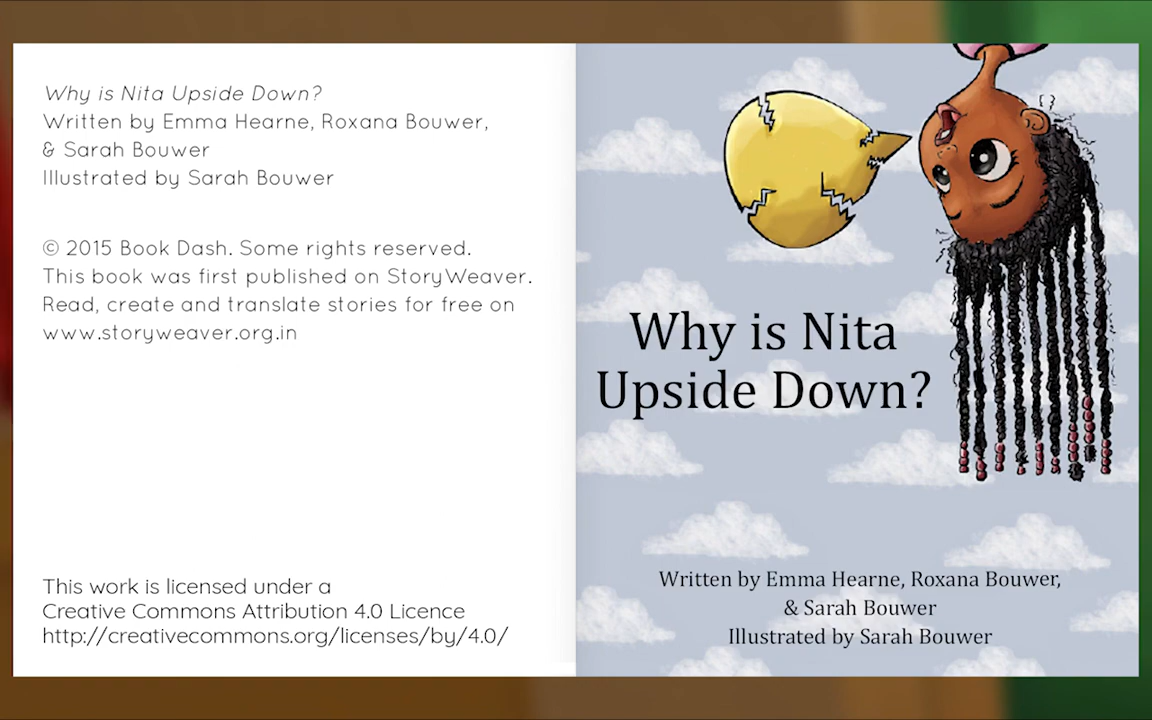 Why is Nita Upside Down?
Written by Emma Hearne, Roxana Bouwer,
& Sarah Bouwer
Illustrated by Sarah Bouwer
© 2015 Book Dash. Some rights reserved.
This book was first published on StoryWeaver.
Read, create and translate stories for free on
www.storyweaver.org.in
This work is licensed under a
Creative Commons Attribution 4.0 Licence
http://creativecommons.org/licenses/by/4.0/
Why is Nita
Upside Down?
Written by Emma Hearne, Roxana Bouwer,
& Sarah Bouwer
Illustrated by Sarah Bouwer